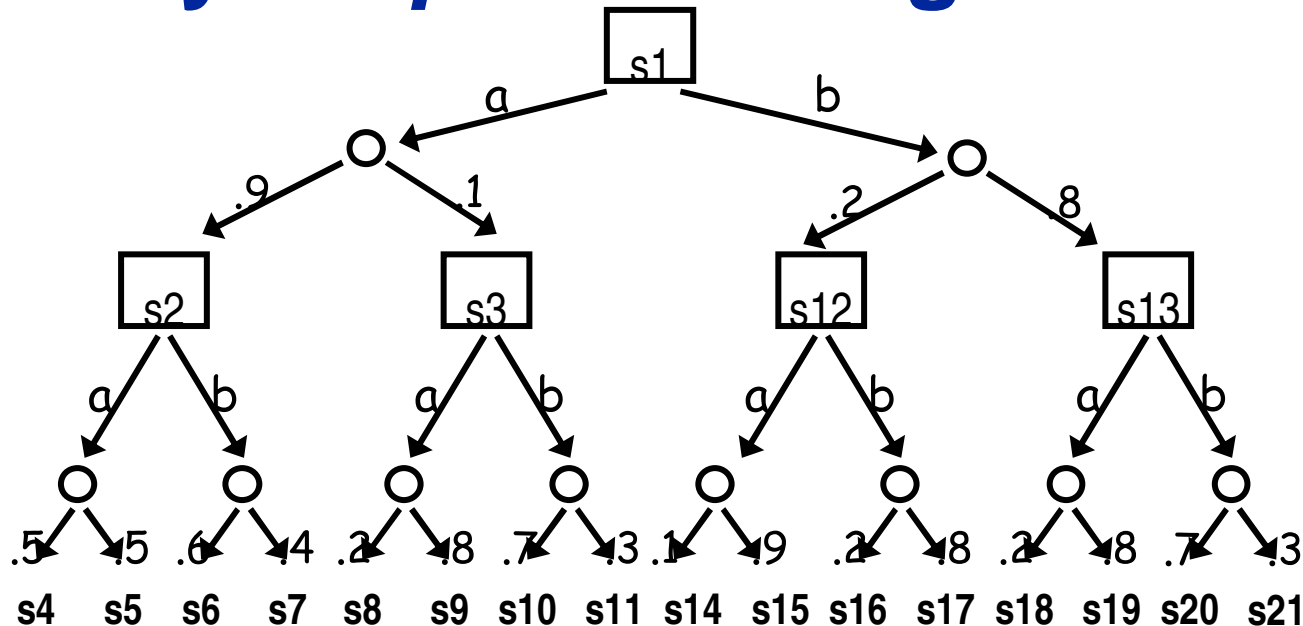 s1
a b
.9 .1 .2 .8
s2 s3 s12 s13
a b a b a b a b
.5 .5 .6 .4 .2 .8 .7 .3 .1 .9 .2 .8 .2 .8 .7 .3
s4 s5 s6 s7 s8 s9 s10 s11 s14 s15 s16 s17 s18 s19 s20 s21